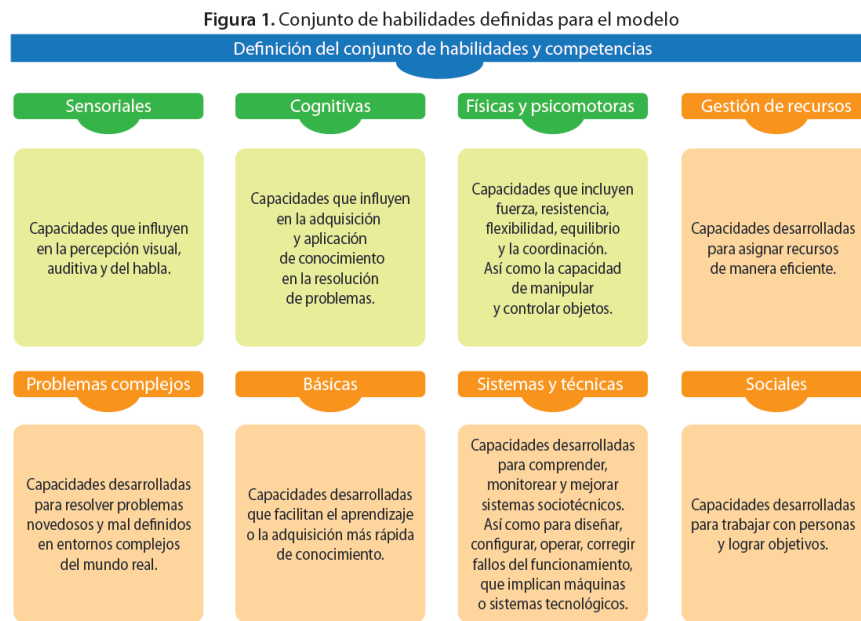 Figura 1. Conjunto de habilidades definidas para el modelo
Definición del conjunto de habilidades y competencias
Sensoriales
Capacidades que influyen
en la percepción visual,
auditiva y del habla.
Cognitivas
Capacidades que influyen
en la adquisición
y aplicación
de conocimiento
en la resolución
de problemas.
Físicas y psicomotoras
Capacidades que incluyen
fuerza, resistencia,
flexibilidad, equilibrio
y la coordinación.
Así como la capacidad
de manipular
y controlar objetos.
Gestión de recursos
Capacidades desarrolladas
para asignar recursos
de manera eficiente.
Problemas complejos
Capacidades desarrolladas
para resolver problemas
novedosos y mal definidos
en entornos complejos
del mundo real.
Básicas
Capacidades desarrolladas
que facilitan el aprendizaje
o la adquisición más rápida
de conocimiento.
Sistemas y técnicas
Capacidades desarrolladas
para comprender,
monitorear y mejorar
sistemas sociotécnicos.
Así como para diseñar,
configurar, operar, corregir
fallos del funcionamiento,
que implican máquinas
o sistemas tecnológicos.
Sociales
Capacidades desarrolladas
para trabajar con personas
y lograr objetivos.